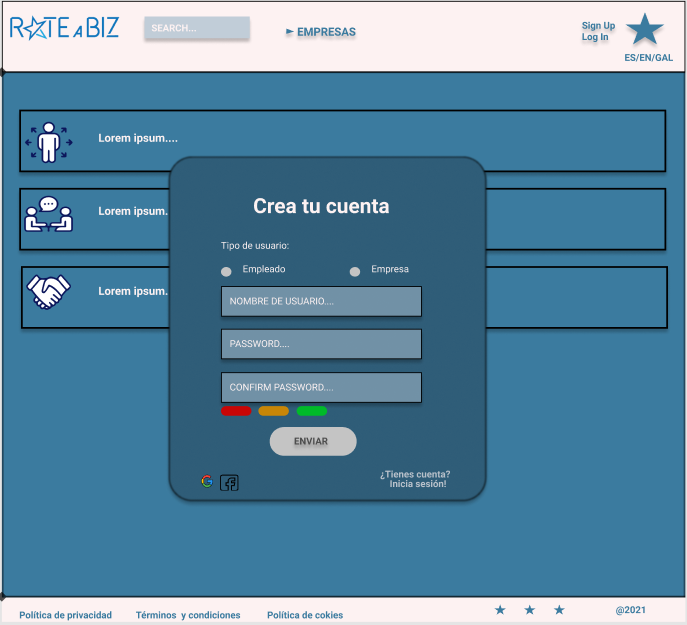 RATE A BIZ
SEARCH...
► EMPRESAS
Sign Up
Log In
ES/EN/GAL
Lorem ipsum....
Lorem ipsum.
Lorem ipsum.
Crea tu cuenta
Tipo de usuario:
Empleado
Empresa
NOMBRE DE USUARIO....
PASSWORD....
CONFIRM PASSWORD....
ENVIAR
¿Tienes cuenta?
Inicia sesión!
Política de privacidad
Términos y condiciones
Política de cokies
@2021